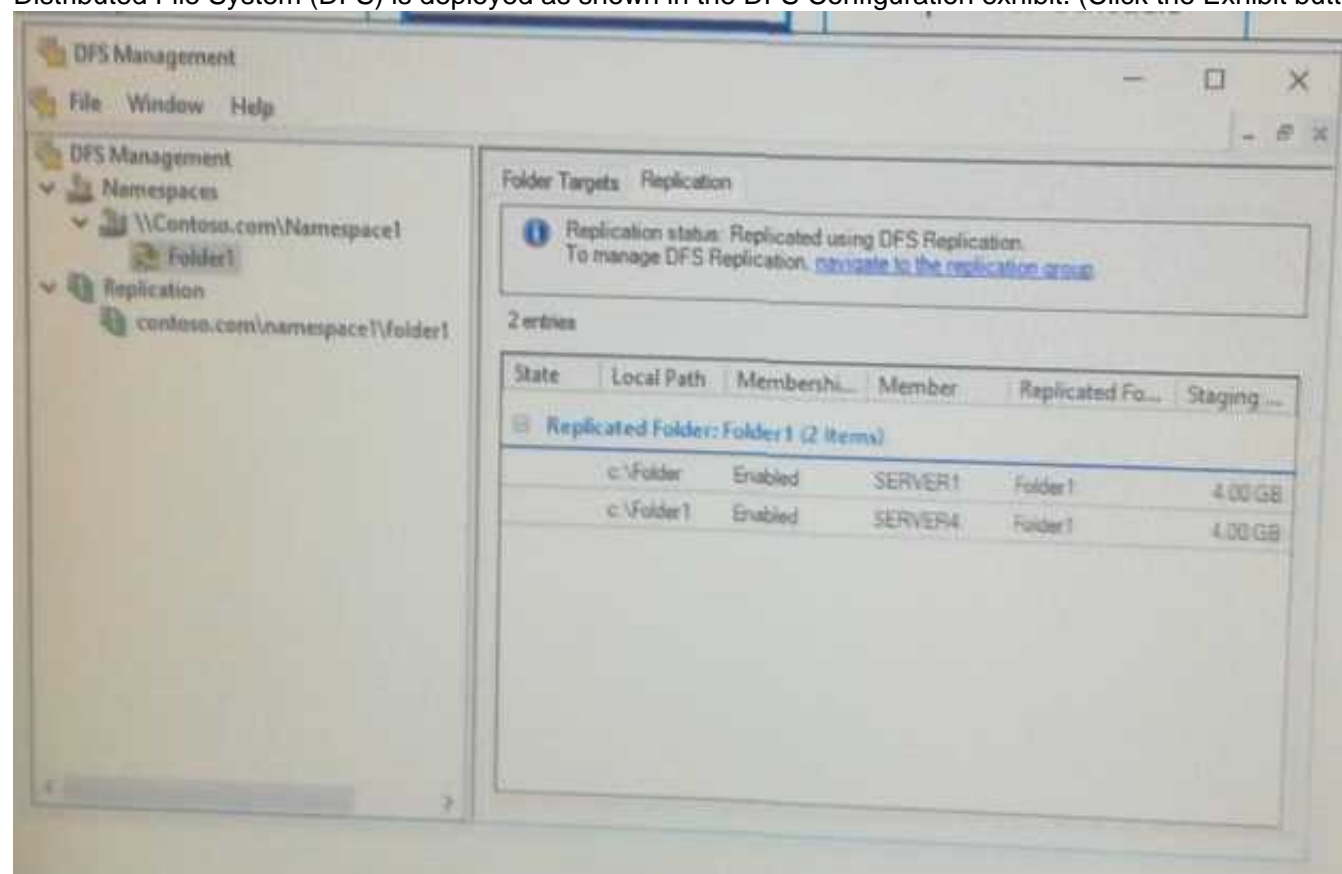 Distributed File System (DFS) is deployed as shown in the DFS Configuration exhibit. (Click the Exhibit
DFS Management
File Window Help
DFS Management
Namespaces
\\Contoso.com\Namespace1
Folder1
Replication
contoso.com\namespace1\folder1
Folder Targets Replication
Replication status: Replicated using DFS Replication.
To manage DFS Replication, navigate to the replication group.
2 entries
State Local Path Membershi... Member Replicated Fo... Staging ...
Replicated Folder: Folder1 (2 items)
c:\Folder Enabled SERVER1 Folder1 4.00 GB
c:\Folder1 Enabled SERVER4 Folder1 4.00 GB